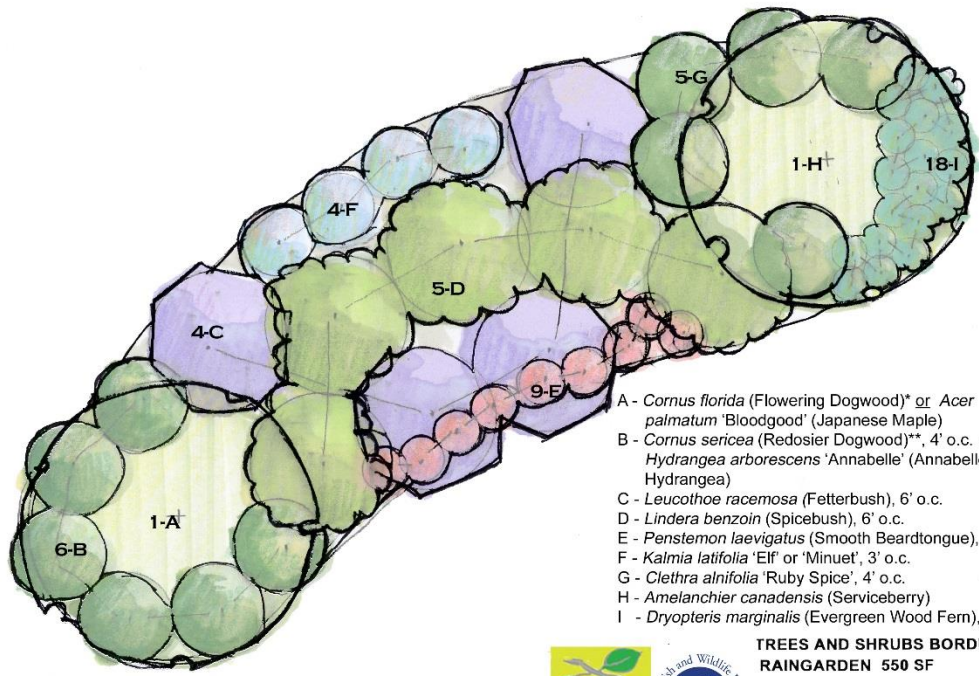 5-G
1-H
18-I
4-F
5-D
4-C
9-E
1-A
6-B
A - Cornus florida (Flowering Dogwood)* or Acer
palmatum 'Bloodgood' (Japanese Maple)
B - Cornus sericea (Redosier Dogwood)**, 4' o.c.
Hydrangea arborescens 'Annabelle' (Annabelle
Hydrangea)
C - Leucothoe racemosa (Fetterbush), 6' o.c.
D - Lindera benzoin (Spicebush), 6' o.c.
E - Penstemon laevigatus (Smooth Beardtongue),
F - Kalmia latifolia 'Elf' or 'Minuet', 3' o.c.
G - Clethra alnifolia 'Ruby Spice', 4' o.c.
H - Amelanchier canadensis (Serviceberry)
I - Dryopteris marginalis (Evergreen Wood Fern),
TREES AND SHRUBS
RAINGARDEN 550 SF
and Wildlife